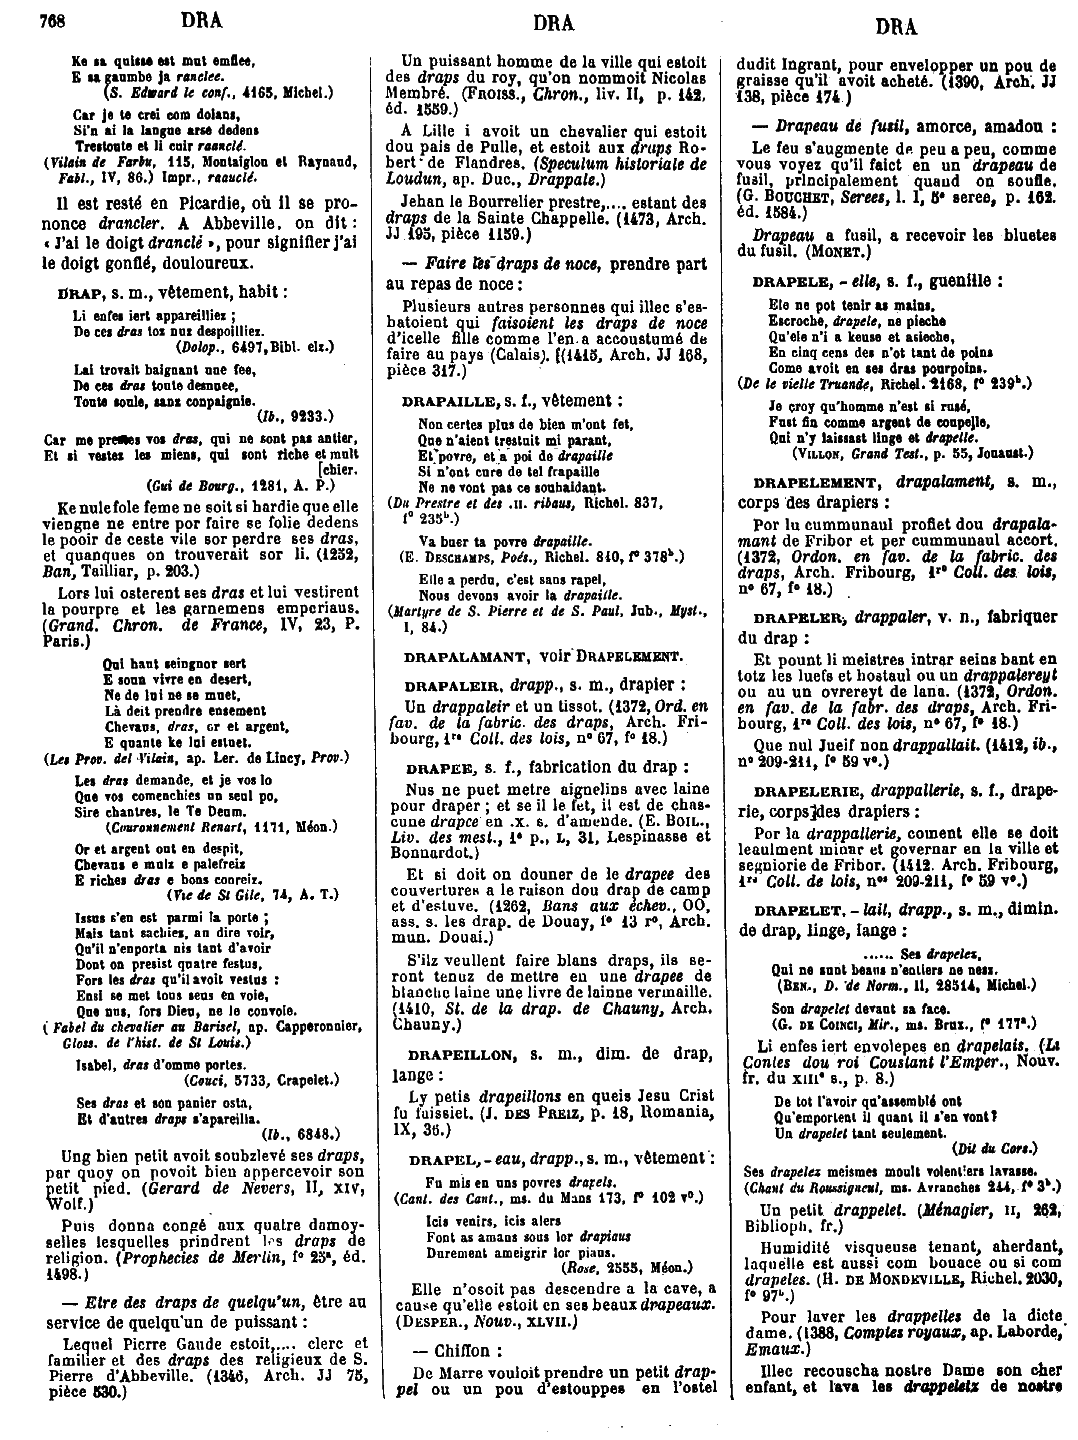 768 DRA DRA DRA
Ke sa quisse est mut emflee,
E sa gaumbe ja ranclee.
(S. Edward le conf., 4165, Michel.)
Car je te crei com dolans,
Si'n ai la langue arse dedens
Trestoute et li cuir raanclé.
(Vilain de Farbu, 115, Montaiglon et Raynaud,
Fabl., IV, 86.) Impr., raauclé.
Il est resté en Picardie, où il se pro-
nonce drancler. A Abbeville, on dit :
« J'ai le doigt dranclé », pour signifier j'ai
le doigt gonflé, douloureux.
DRAP, s. m., vêtement, habit :
Li enfes iert appareilliez ;
De ces dras toz nuz despoilliez.
(Dolop., 6497, Bibl. elz.)
Lai trovait baignant une fee,
De ces dras toute desnuee,
Toute soule, sanz conpaignie.
(Ib., 9233.)
Car me prestes vos dras, qui ne sont pas antier,
Et si vestez les miens, qui sont riche et mult
[chier.
(Gui de Bourg., 1281, A. P.)
Ke nule fole feme ne soit si hardie que elle
viengne ne entre por faire se folie dedens
le pooir de ceste vile sor perdre ses dras,
et quanques on trouverait sor li. (1252,
Ban, Tailliar, p. 203.)
Lors lui osterent ses dras et lui vestirent
la pourpre et les garnemens emperiaus.
(Grand. Chron. de France, IV, 23, P.
Paris.)
Qui hant seingnor sert
E soun vivre en desert,
Ne de lui ne se muet,
Là deit prendre ensement
Chevaus, dras, or et argent,
E quante ke lui estuet.
(Les Prov. del Vilain, ap. Ler. de Lincy, Prov.)
Les dras demande, et je vos lo
Que vos comenchies un seul po,
Sire chantres, le Te Deum.
(Couronnement Renart, 1171, Méon.)
Or et argent out en despit,
Chevaus e mulz e palefreiz
E riches dras e bons conreiz.
(Vie de St Gile, 74, A. T.)
Issus s'en est parmi la porte ;
Mais tant sachiez, an dire voir,
Qu'il n'enporta nis tant d'avoir
Dont on presist quatre festus,
Fors les dras qu'il avoit vestus :
Ensi se met tous seus en voie,
Que nus, fors Dieu, ne le convoie.
(Fabel du chevalier au Barisel, ap. Capperonnier,
Gloss. de l'hist. de St Louis.)
Isabel, dras d'omme portes.
(Couci, 5733, Crapelet.)
Ses dras et son panier osta,
Et d'autres draps s'apareilla.
(Ib., 6848.)
Ung bien petit avoit soubzlevé ses draps,
par quoy on povoit bien appercevoir son
petit pied. (Gerard de Nevers, II, XIV,
Wolf.)
Puis donna congé aux quatre damoy-
selles lesquelles prindrent les draps de
religion. (Prophecies de Merlin, fº 25ª, éd.
1498.)
— Etre des draps de quelqu'un, être au
service de quelqu'un de puissant :
Lequel Pierre Gaude estoit,.... clerc et
familier et des draps des religieux de S.
Pierre d'Abbeville. (1346, Arch. JJ 75,
pièce 530.)
Un puissant homme de la ville qui estoit
des draps du roy, qu'on nommoit Nicolas
Membré. (FROISS., Chron., liv. II, p. 142,
éd. 1559.)
A Lille i avoit un chevalier qui estoit
dou pais de Pulle, et estoit aux draps Ro-
bert de Flandres. (Speculum historiale de
Loudun, ap. Duc., Drappale.)
Jehan le Bourrelier prestre,.... estant des
draps de la Sainte Chappelle. (1473, Arch.
JJ 195, pièce 1159.)
— Faire les draps de noce, prendre part
au repas de noce :
Plusieurs autres personnes qui illec s'es-
batoient qui faisoient les draps de noce
d'icelle fille comme l'en a accoustumé de
faire au pays (Calais). [(1415, Arch. JJ 168,
pièce 317.)
DRAPAILLE, s. f., vêtement :
Non certes plus de bien m'ont fet,
Que n'aient trestuit mi parant,
Et povre, et a poi de drapaille
Si n'ont cure de tel frapaille
Ne ne vont pas ce souhaidant.
(Du Prestre et des .II. ribaus, Richel. 837,
fº 235ᵇ.)
Va buer ta povre drapaille.
(E. DESCHAMPS, Poés., Richel. 840, fº 378ᵇ.)
Elle a perdu, c'est sans rapel,
Nous devons avoir la drapaille.
(Martyre de S. Pierre et de S. Paul, Jub., Myst.,
I, 84.)
DRAPALAMANT, voir DRAPELEMENT.
DRAPALEIR, drapp., s. m., drapier :
Un drappaleir et un tissot. (1372, Ord. en
fav. de la fabric. des draps, Arch. Fri-
bourg, 1ʳᵉ Coll. des lois, nº 67, fº 18.)
DRAPEE, s. f., fabrication du drap :
Nus ne puet metre aignelins avec laine
pour draper ; et se il le fet, il est de chas-
cune drapee en .X. s. d'amende. (E. BOIL.,
Liv. des mest., 1ª p., L, 31, Lespinasse et
Bonnardot.)
Et si doit on douner de le drapee des
couvertures a le raison dou drap de camp
et d'estuve. (1262, Bans aux échev., OO,
ass. s. les drap. de Douay, fº 13 rº, Arch.
mun. Douai.)
S'ilz veullent faire blans draps, ils se-
ront tenuz de mettre en une drapee de
blanche laine une livre de lainne vermaille.
(1410, St. de la drap. de Chauny, Arch.
Chauny.)
DRAPEILLON, s. m., dim. de drap,
lange :
Ly petis drapeillons en queis Jesu Crist
fu faissiet. (J. DES PREIZ, p. 18, Romania,
IX, 36.)
DRAPEL, - eau, drapp., s. m., vêtement :
Fu mis en uns povres drapels.
(Cant. des Cant., ms. du Mans 173, fº 102 vº.)
Icis venirs, icis alers
Font as amans sous lor drapiaus
Durement ameigrir lor piaus.
(Rose, 2555, Méon.)
Elle n'osoit pas descendre a la cave, a
cause qu'elle estoit en ses beaux drapeaux.
(DESPER., Nouv., XLVII.)
— Chiffon :
De Marre vouloit prendre un petit drap-
pel ou un pou d'estouppes en l'ostel
dudit Ingrant, pour envelopper un pou de
graisse qu'il avoit acheté. (1390, Arch. JJ
138, pièce 174.)
— Drapeau de fusil, amorce, amadou :
Le feu s'augmente de peu a peu, comme
vous voyez qu'il faict en un drapeau de
fusil, principalement quand on soufle.
(G. BOUCHET, Serees, l. I, 5ᵉ seree, p. 162.
éd. 1584.)
Drapeau a fusil, a recevoir les bluetes
du fusil. (MONET.)
DRAPELE, - elle, s. f., guenille :
Ele ne pot tenir as mains,
Escroche, drapele, ne pieche
Qu'ele n'i a keuse et asieche,
En cinq cens des n'ot tant de poins
Come avoit en ses dras pourpoins.
(De le vielle Truande, Richel. 2168, fº 239ᵇ.)
Je croy qu'homme n'est si rusé,
Fust fin comme argent de coupelle,
Qui n'y laissast linge et drapelle.
(VILLON, Grand Test., p. 55, Jouaust.)
DRAPELEMENT, drapalament, s. m.,
corps des drapiers :
Por lu cummunaul profiet dou drapala-
mant de Fribor et per cummunaul accort.
(1372, Ordon. en fav. de la fabric. des
draps, Arch. Fribourg, 1ʳᵉ Coll. des lois,
nº 67, fº 18.)
DRAPELER, drappaler, v. n., fabriquer
du drap :
Et pount li meistres intrar seins bant en
totz les luefs et hostaul ou un drappalereyt
ou au un ovrereyt de lana. (1372, Ordon.
en fav. de la fabr. des draps, Arch. Fri-
bourg, 1ʳᵉ Coll. des lois, nº 67, fº 18.)
Que nul Jueif non drappallait. (1412, ib.,
nº 209-211, fº 59 vº.)
DRAPELERIE, drappallerie, s. f., drape-
rie, corps des drapiers :
Por la drappallerie, coment elle se doit
leaulment minar et governar en la ville et
segniorie de Fribor. (1412. Arch. Fribourg,
1ʳᵉ Coll. de lois, nᵒˢ 209-211, fº 59 vº.)
DRAPELET, - lait, drapp., s. m., dimin.
de drap, linge, lange :
...... Ses drapelez,
Qui ne sunt beaus n'entiers ne ness.
(BEN., D. de Norm., II, 28514, Michel.)
Son drapelet devant sa face.
(G. DE COINCI, Mir., ms. Brux., fº 177ª.)
Li enfes iert envolepes en drapelais. (Li
Contes dou roi Coustant l'Emper., Nouv.
fr. du XIIIᵉ s., p. 8.)
De tot l'avoir qu'assemblé ont
Qu'emportent il quant il s'en vont?
Un drapelet tant seulement.
(Dit du Cors.)
Ses drapelez meismes moult volentiers lavasse.
(Chant du Roussigneul, ms. Avranches 244, fº 3ᵇ.)
Un petit drappelet. (Ménagier, II, 262,
Biblioph. fr.)
Humidité visqueuse tenant, aherdant,
laquelle est aussi com bouace ou si com
drapeles. (H. DE MONDEVILLE, Richel. 2030,
fº 97ᵇ.)
Pour laver les drappelles de la dicte
dame. (1388, Comptes royaux, ap. Laborde,
Emaux.)
Illec recouscha nostre Dame son cher
enfant, et lava les drappeletz de nostre